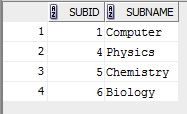 SUBID SUBNAME
1 1 Computer
2 4 Physics
3 5 Chemistry
4 6 Biology